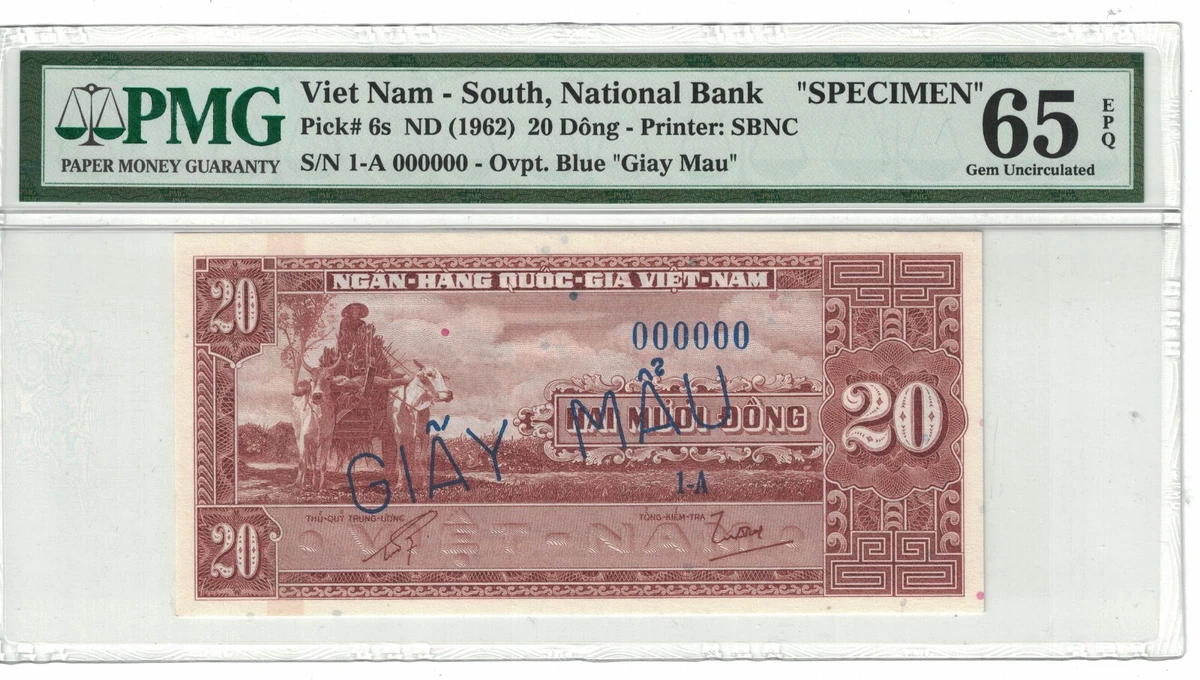 PMG
PAPER MONEY GUARANTY
Viet Nam - South, National Bank "SPECIMEN"
Pick# 6s ND (1962) 20 Dông - Printer: SBNC
S/N 1-A 000000 - Ovpt. Blue "Giay Mau"
65
EPQ
Gem Uncirculated
NGÂN-HÀNG QUỐC-GIA VIỆT-NAM
20
000000
GIẤY MẪU
HAI MƯƠI ĐỒNG
20
1-A
THỦ-QUỸ TRUNG-ƯƠNG
TỔNG-KIỂM-TRA
VIỆT-NAM
20